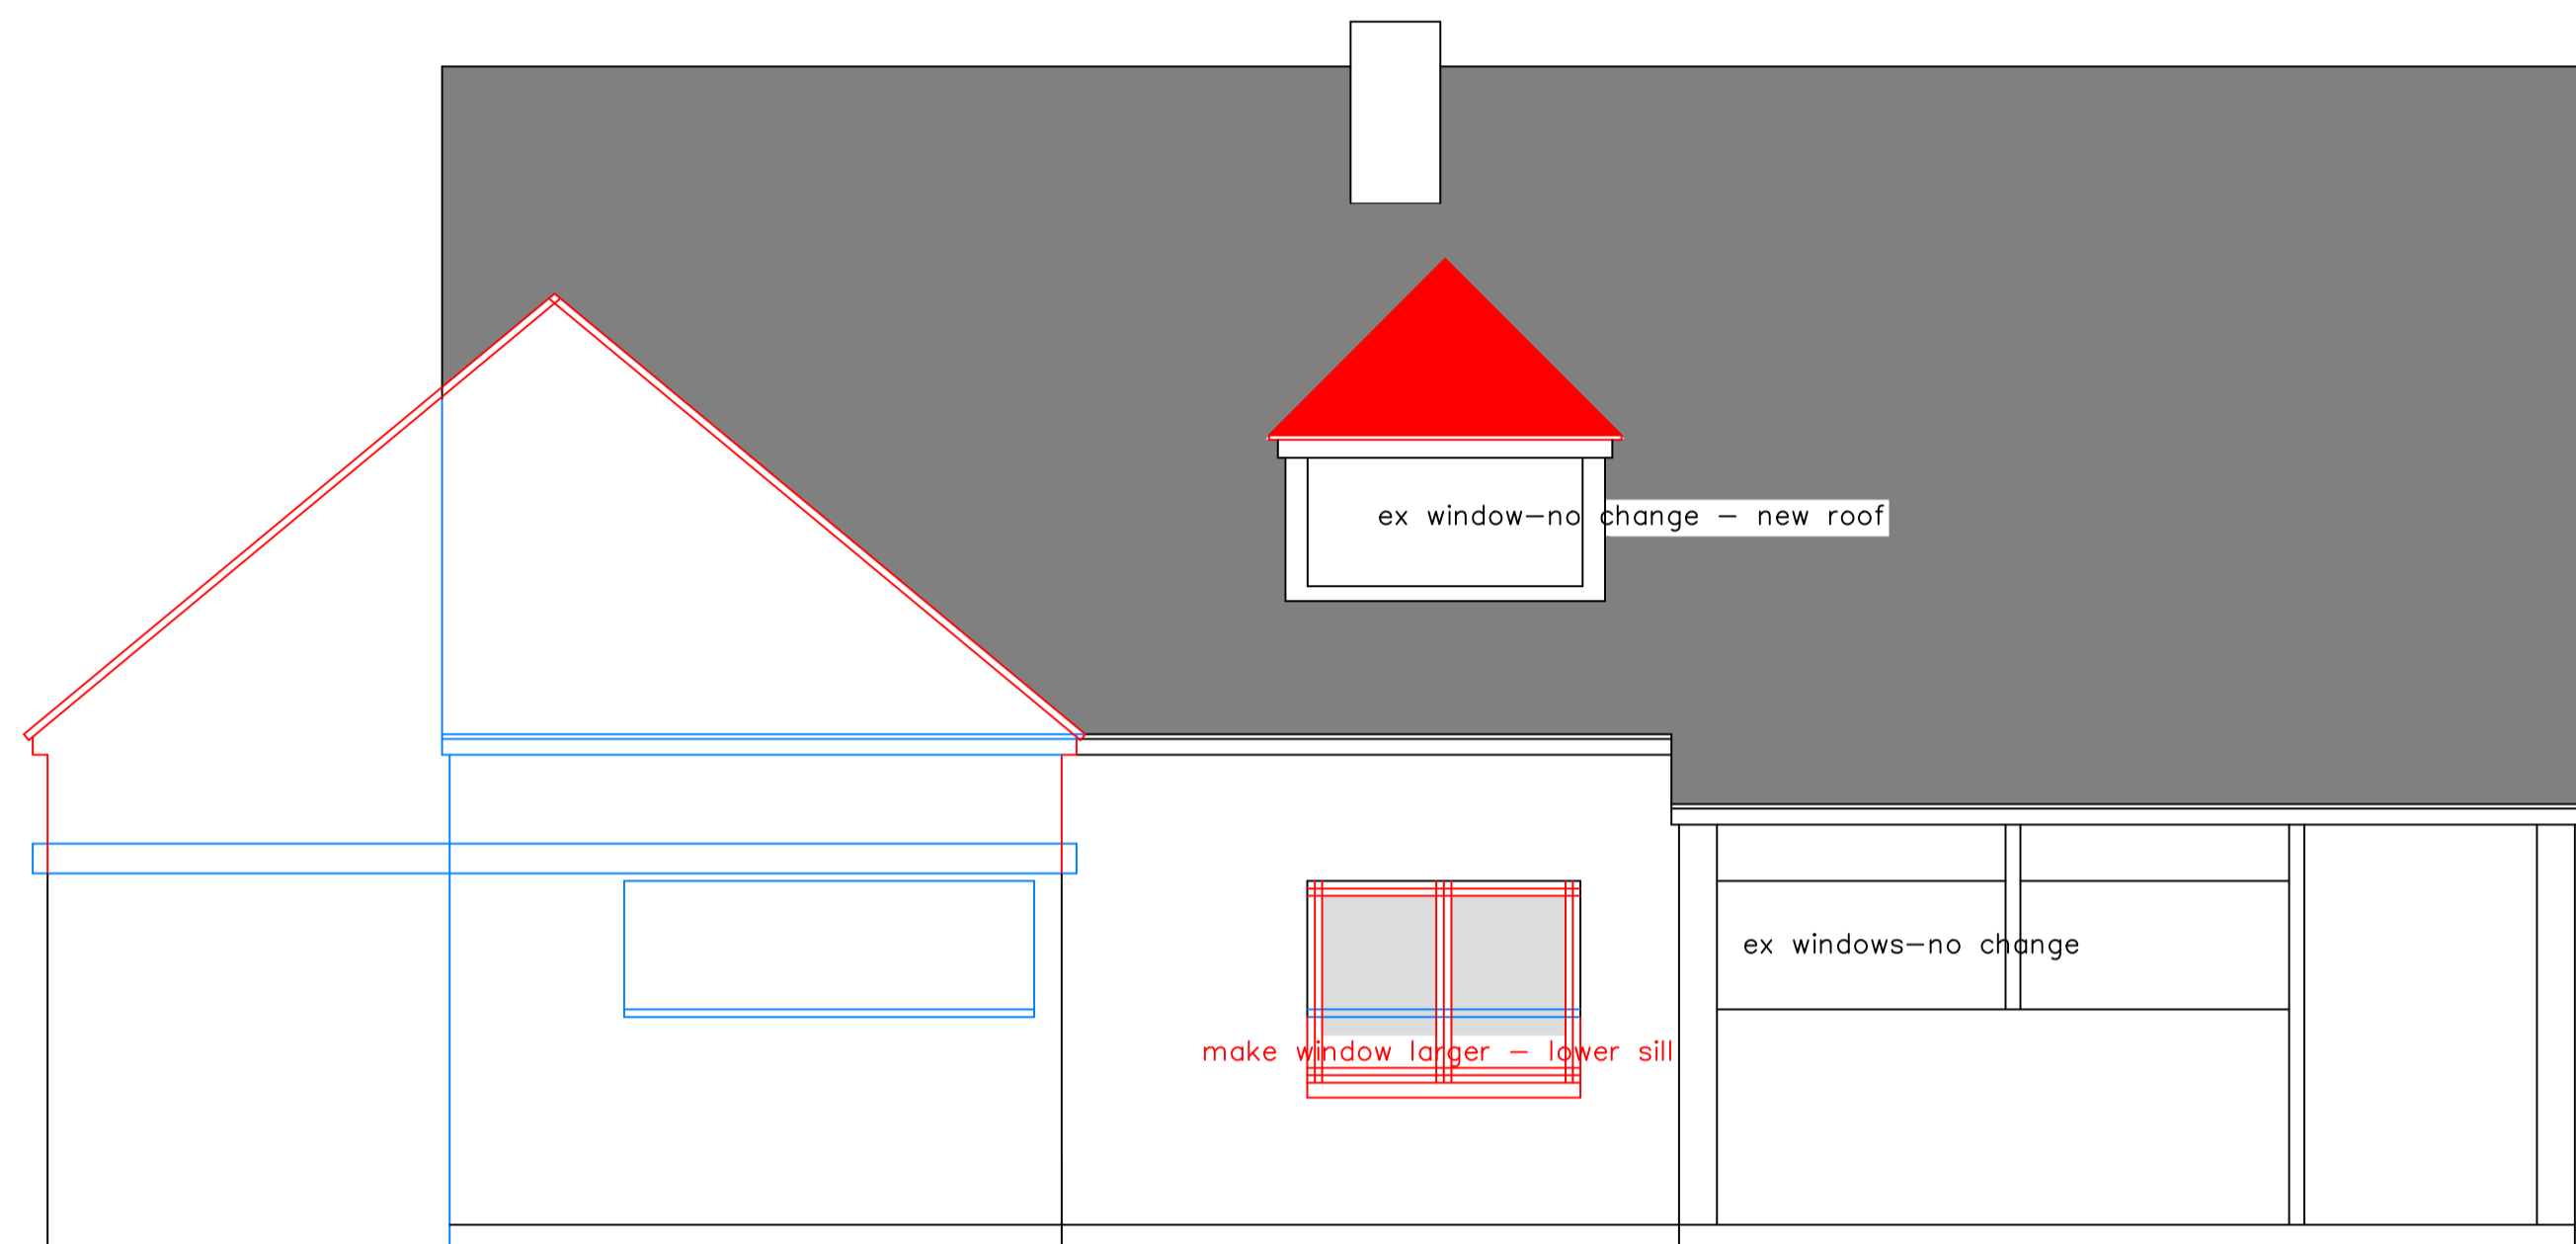 ex window-no change - new roof
ex windows-no change
make window larger - lower sill